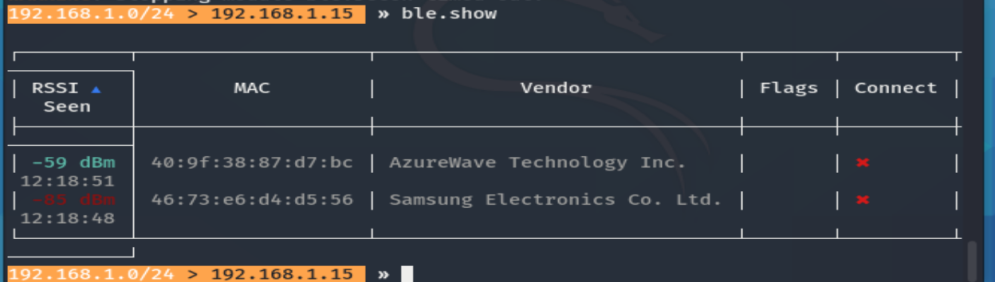 192.168.1.0/24 > 192.168.1.15 » ble.show
RSSI ▲ MAC Vendor Flags Connect
Seen
-59 dBm 40:9f:38:87:d7:bc AzureWave Technology Inc. ✖
12:18:51
-85 dBm 46:73:e6:d4:d5:56 Samsung Electronics Co. Ltd. ✖
12:18:48
192.168.1.0/24 > 192.168.1.15 »